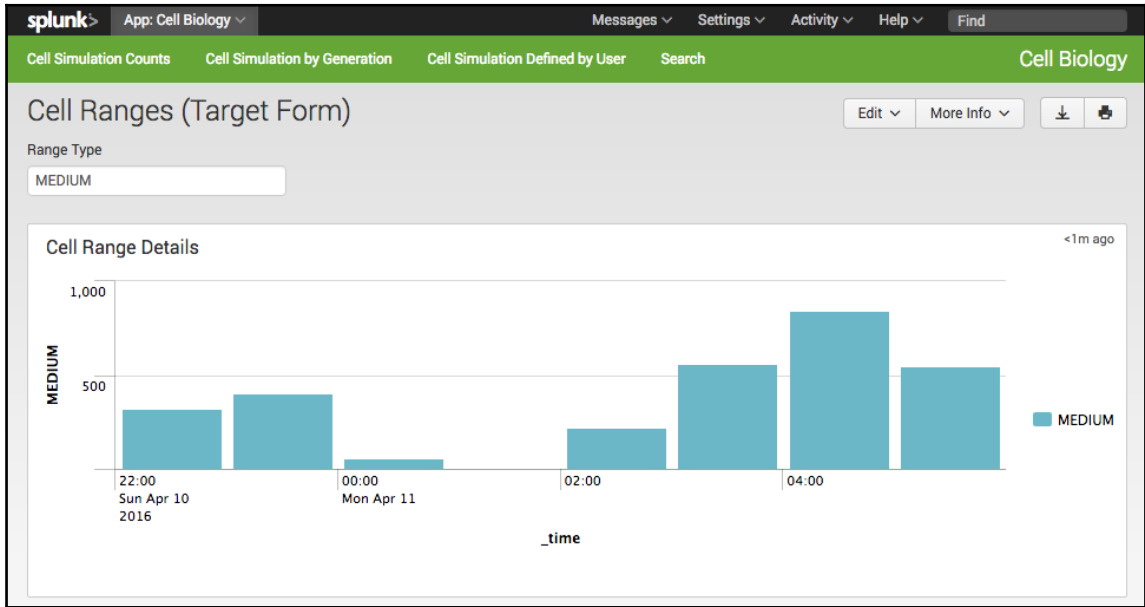 splunk> App: Cell Biology Messages Settings Activity Help Find
Cell Simulation Counts Cell Simulation by Generation Cell Simulation Defined by User Search Cell Biology
Cell Ranges (Target Form) Edit More Info
Range Type
MEDIUM
Cell Range Details <1m ago
1,000
500
MEDIUM
MEDIUM
22:00 00:00 02:00 04:00
Sun Apr 10 Mon Apr 11
2016
_time